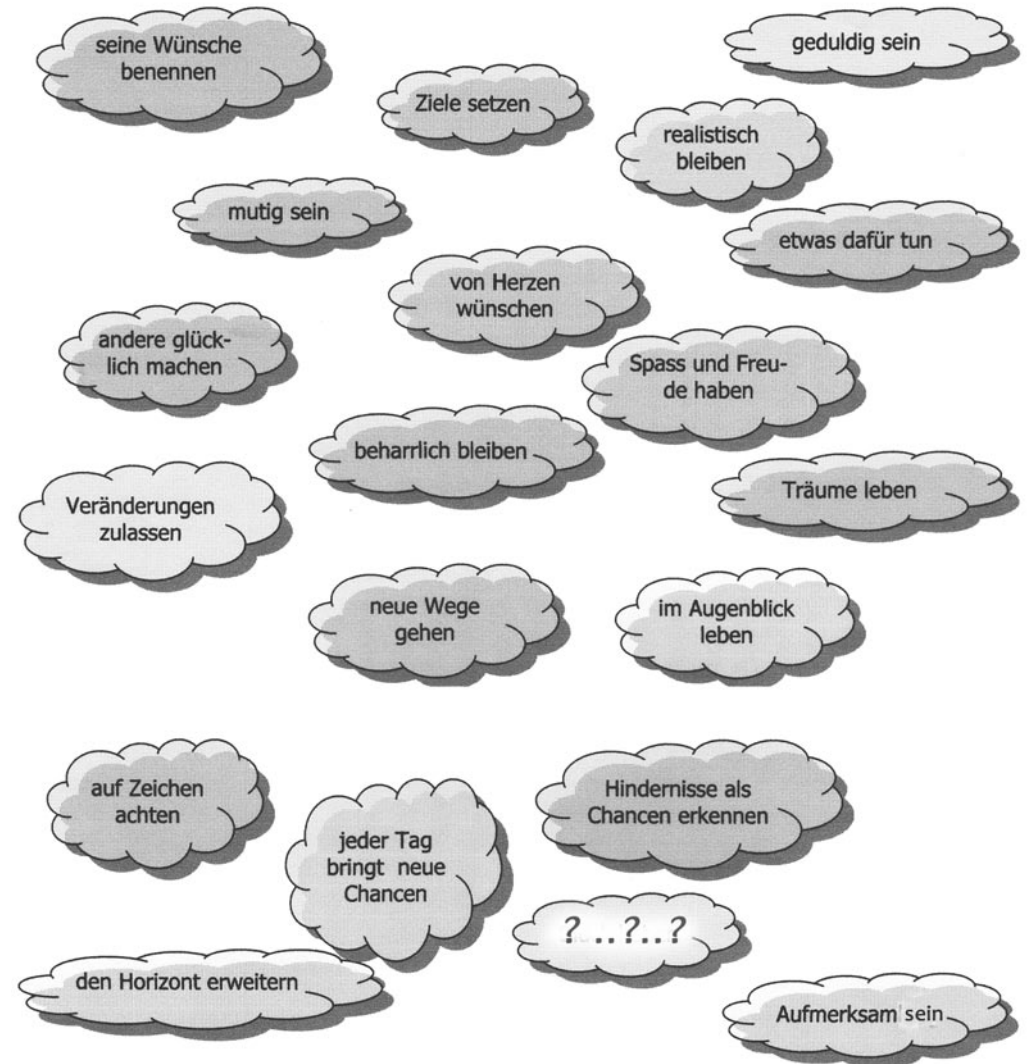 seine Wünsche
benennen
geduldig sein
Ziele setzen
realistisch
bleiben
mutig sein
etwas dafür tun
von Herzen
wünschen
andere glück-
lich machen
Spass und Freu-
de haben
beharrlich bleiben
Träume leben
Veränderungen
zulassen
neue Wege
gehen
im Augenblick
leben
auf Zeichen
achten
Hindernisse als
Chancen erkennen
jeder Tag
bringt neue
Chancen
?..?..?
den Horizont erweitern
Aufmerksam sein